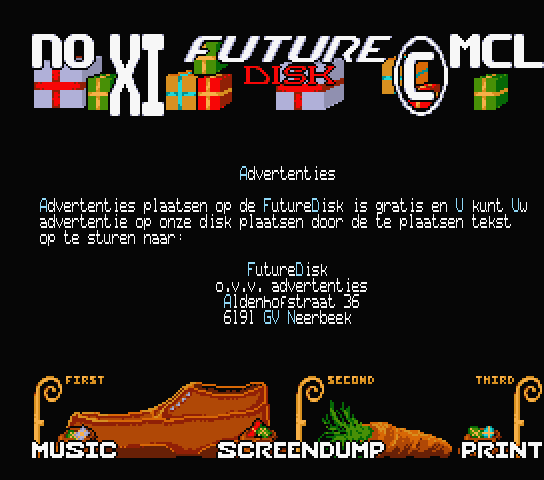 NO XI FUTURE DISK © MCL
Advertenties
Advertenties plaatsen op de FutureDisk is gratis en U kunt Uw
advertentie op onze disk plaatsen door de te plaatsen tekst
op te sturen naar:
FutureDisk
o.v.v. advertenties
Aldenhofstraat 36
6191 GV Neerbeek
FIRST SECOND THIRD
MUSIC SCREENDUMP PRINT